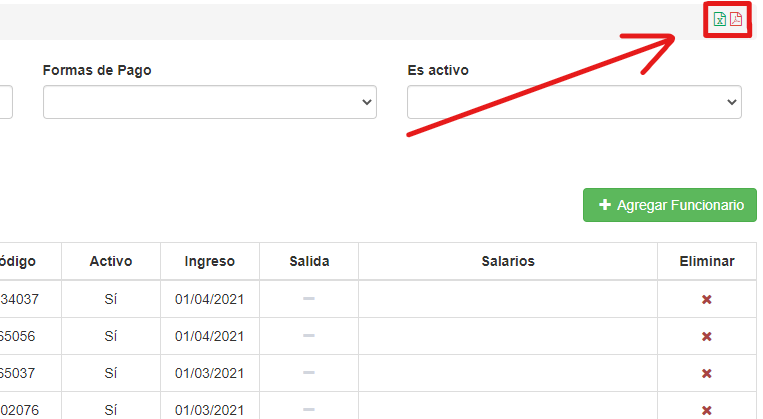 Formas de Pago Es activo
Agregar Funcionario
ódigo Activo Ingreso Salida Salarios Eliminar
34037 Sí 01/04/2021
65056 Sí 01/04/2021
65037 Sí 01/03/2021
02076 Sí 01/03/2021